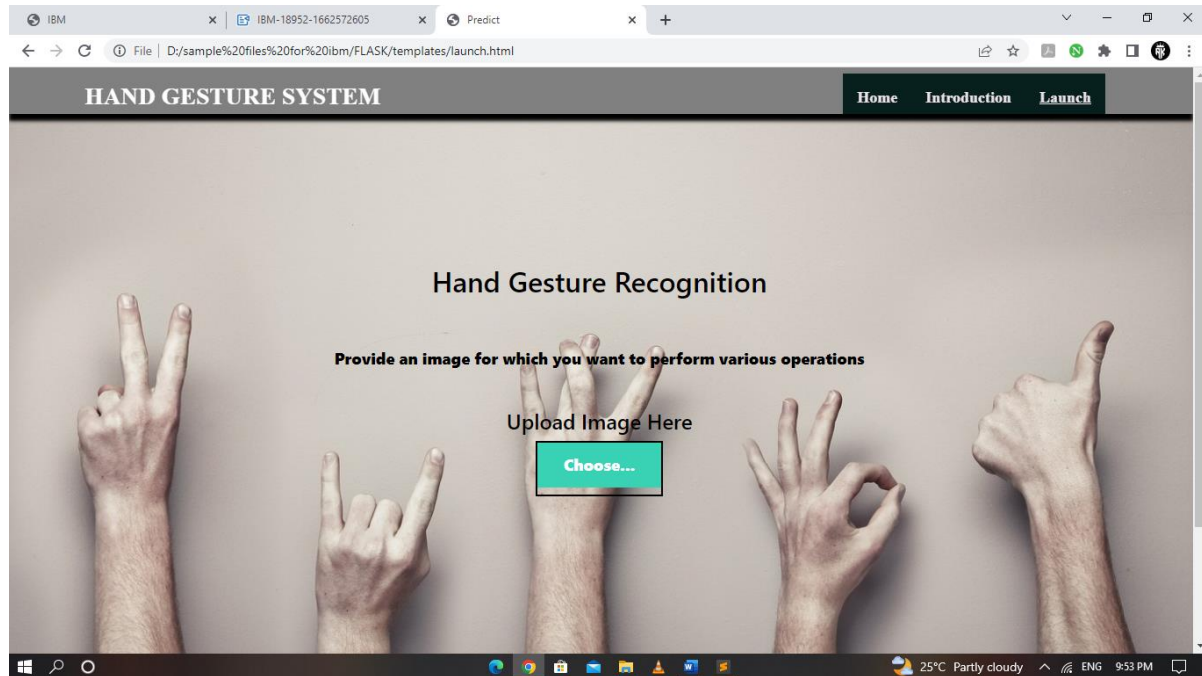 IBM
IBM-18952-1662572605
Predict
File | D:/sample%20files%20for%20ibm/FLASK/templates/launch.html
HAND GESTURE SYSTEM
Home Introduction Launch
Hand Gesture Recognition
Provide an image for which you want to perform various operations
Upload Image Here
Choose...
25°C Partly cloudy ENG 9:53 PM